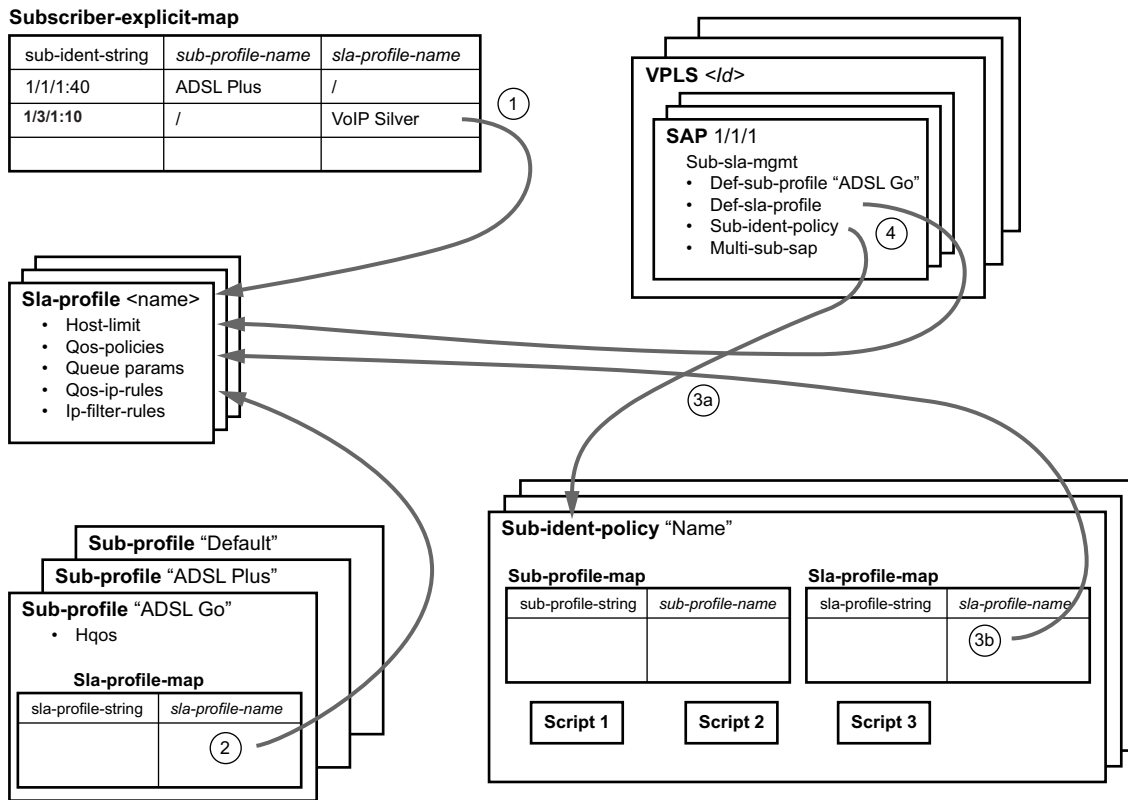 Subscriber-explicit-map
sub-ident-string sub-profile-name sla-profile-name
1/1/1:40 ADSL Plus /
1/3/1:10 / VoIP Silver
1
VPLS <Id>
SAP 1/1/1
Sub-sla-mgmt
• Def-sub-profile “ADSL Go”
• Def-sla-profile
• Sub-ident-policy
• Multi-sub-sap
4
Sla-profile <name>
• Host-limit
• Qos-policies
• Queue params
• Qos-ip-rules
• Ip-filter-rules
3a
Sub-profile “Default”
Sub-profile “ADSL Plus”
Sub-profile “ADSL Go”
• Hqos
Sla-profile-map
sla-profile-string sla-profile-name
2
Sub-ident-policy “Name”
Sub-profile-map
sub-profile-string sub-profile-name
Sla-profile-map
sla-profile-string sla-profile-name
3b
Script 1 Script 2 Script 3